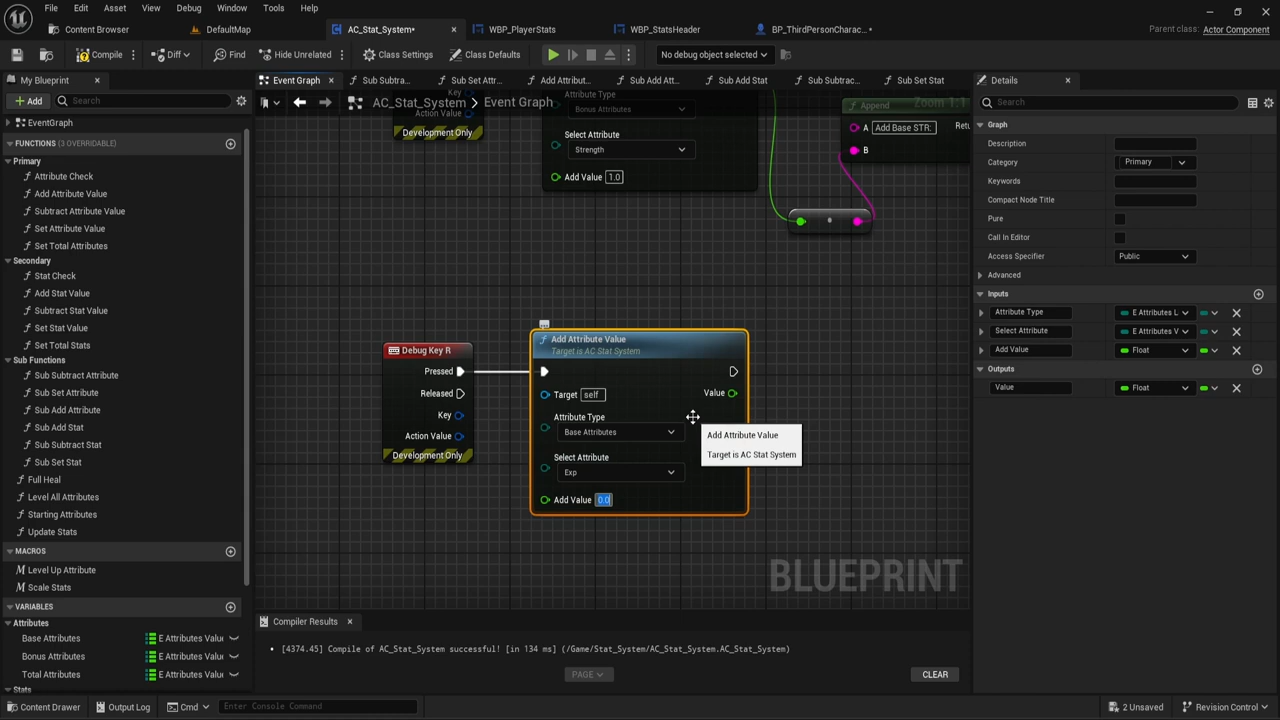 File Edit Asset View Debug Window Tools Help
Content Browser
DefaultMap
AC_Stat_System*
WBP_PlayerStats
WBP_StatsHeader
BP_ThirdPersonCharac... *
Parent class: Actor Component
Compile
Diff
Find
Hide Unrelated
Class Settings
Class Defaults
No debug object selected
My Blueprint
Event Graph
Sub Subtra...
Sub Set Attr...
Add Attribut...
Sub Add Att...
Sub Add Stat
Sub Subtrac...
Sub Set Stat
Details
Add
Search
AC_Stat_System > Event Graph
Zoom 1:1
Search
EventGraph
FUNCTIONS (3 OVERRIDABLE)
Primary
Attribute Check
Add Attribute Value
Subtract Attribute Value
Set Attribute Value
Set Total Attributes
Secondary
Stat Check
Add Stat Value
Subtract Stat Value
Set Stat Value
Set Total Stats
Sub Functions
Sub Subtract Attribute
Sub Set Attribute
Sub Add Attribute
Sub Add Stat
Sub Subtract Stat
Sub Set Stat
Full Heal
Level All Attributes
Starting Attributes
Update Stats
MACROS
Level Up Attribute
Scale Stats
VARIABLES
Attributes
Base Attributes E Attributes Value
Bonus Attributes E Attributes Value
Total Attributes E Attributes Value
Stats
Key
Action Value
Development Only
Attribute Type
Bonus Attributes
Select Attribute
Strength
Add Value 1.0
Append
A Add Base STR:
B
Retu
Debug Key R
Pressed
Released
Key
Action Value
Development Only
Add Attribute Value
Target is AC Stat System
Target self
Value
Attribute Type
Base Attributes
Select Attribute
Exp
Add Value 0.0
Add Attribute Value
Target is AC Stat System
BLUEPRINT
Graph
Description
Category Primary
Keywords
Compact Node Title
Pure
Call In Editor
Access Specifier Public
Advanced
Inputs
Attribute Type E Attributes L
Select Attribute E Attributes V
Add Value Float
Outputs
Value Float
Compiler Results
[4374.45] Compile of AC_Stat_System successful! [in 134 ms] (/Game/Stat_System/AC_Stat_System.AC_Stat_System)
PAGE
CLEAR
Content Drawer
Output Log
Cmd
Enter Console Command
2 Unsaved
Revision Control